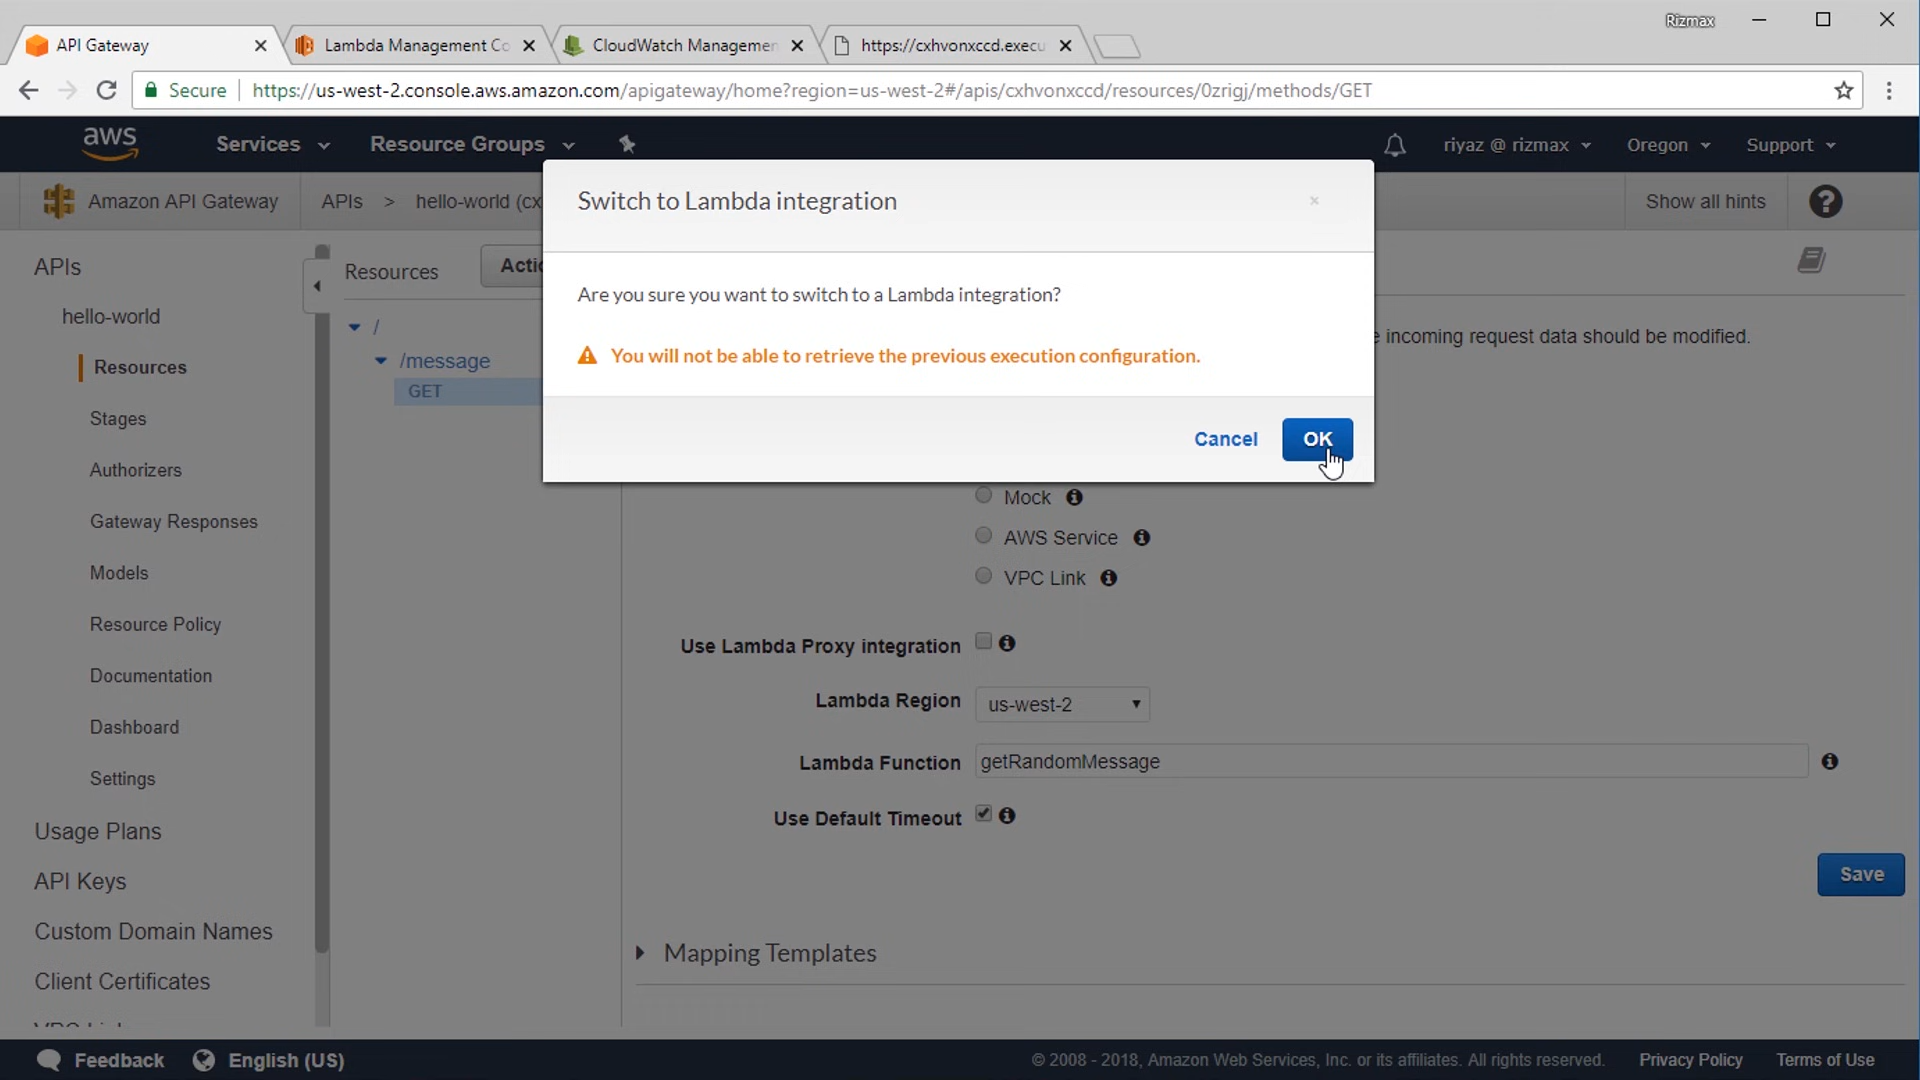 Rizmax
API Gateway
Lambda Management Co
CloudWatch Managemen
https://cxhvonxccd.execu
Secure
https://us-west-2.console.aws.amazon.com/apigateway/home?region=us-west-2#/apis/cxhvonxccd/resources/0zrigj/methods/GET
aws
Services
Resource Groups
riyaz @ rizmax
Oregon
Support
Amazon API Gateway
APIs > hello-world (cx
Show all hints
Switch to Lambda integration
Are you sure you want to switch to a Lambda integration?
You will not be able to retrieve the previous execution configuration.
Cancel
OK
APIs
hello-world
Resources
Stages
Authorizers
Gateway Responses
Models
Resource Policy
Documentation
Dashboard
Settings
Usage Plans
API Keys
Custom Domain Names
Client Certificates
Resources
Actio
/
/message
GET
e incoming request data should be modified.
Mock
AWS Service
VPC Link
Use Lambda Proxy integration
Lambda Region us-west-2
Lambda Function getRandomMessage
Use Default Timeout
Save
Mapping Templates
Feedback
English (US)
© 2008 - 2018, Amazon Web Services, Inc. or its affiliates. All rights reserved.
Privacy Policy
Terms of Use